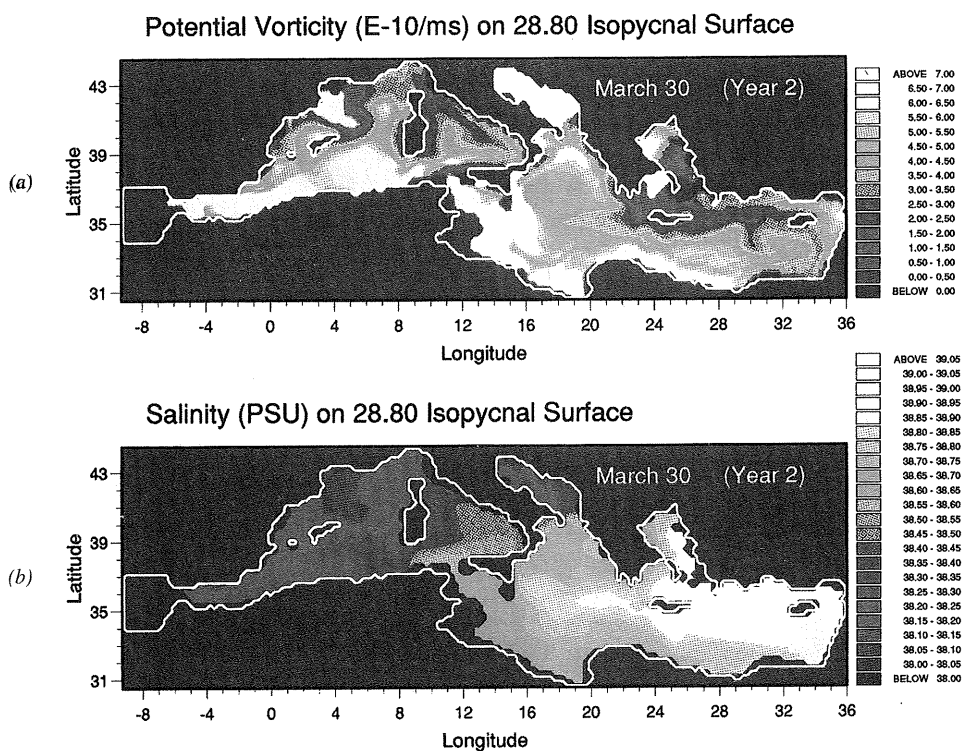 Potential Vorticity (E-10/ms) on 28.80 Isopycnal Surface
(a)
Latitude
43
39
35
31
March 30 (Year 2)
-8 -4 0 4 8 12 16 20 24 28 32 36
Longitude
ABOVE 7.00
6.50 - 7.00
6.00 - 6.50
5.50 - 6.00
5.00 - 5.50
4.50 - 5.00
4.00 - 4.50
3.50 - 4.00
3.00 - 3.50
2.50 - 3.00
2.00 - 2.50
1.50 - 2.00
1.00 - 1.50
0.50 - 1.00
0.00 - 0.50
BELOW 0.00
Salinity (PSU) on 28.80 Isopycnal Surface
(b)
Latitude
43
39
35
31
March 30 (Year 2)
-8 -4 0 4 8 12 16 20 24 28 32 36
Longitude
ABOVE 39.05
39.00 - 39.05
38.95 - 39.00
38.90 - 38.95
38.85 - 38.90
38.80 - 38.85
38.75 - 38.80
38.70 - 38.75
38.65 - 38.70
38.60 - 38.65
38.55 - 38.60
38.50 - 38.55
38.45 - 38.50
38.40 - 38.45
38.35 - 38.40
38.30 - 38.35
38.25 - 38.30
38.20 - 38.25
38.15 - 38.20
38.10 - 38.15
38.05 - 38.10
38.00 - 38.05
BELOW 38.00